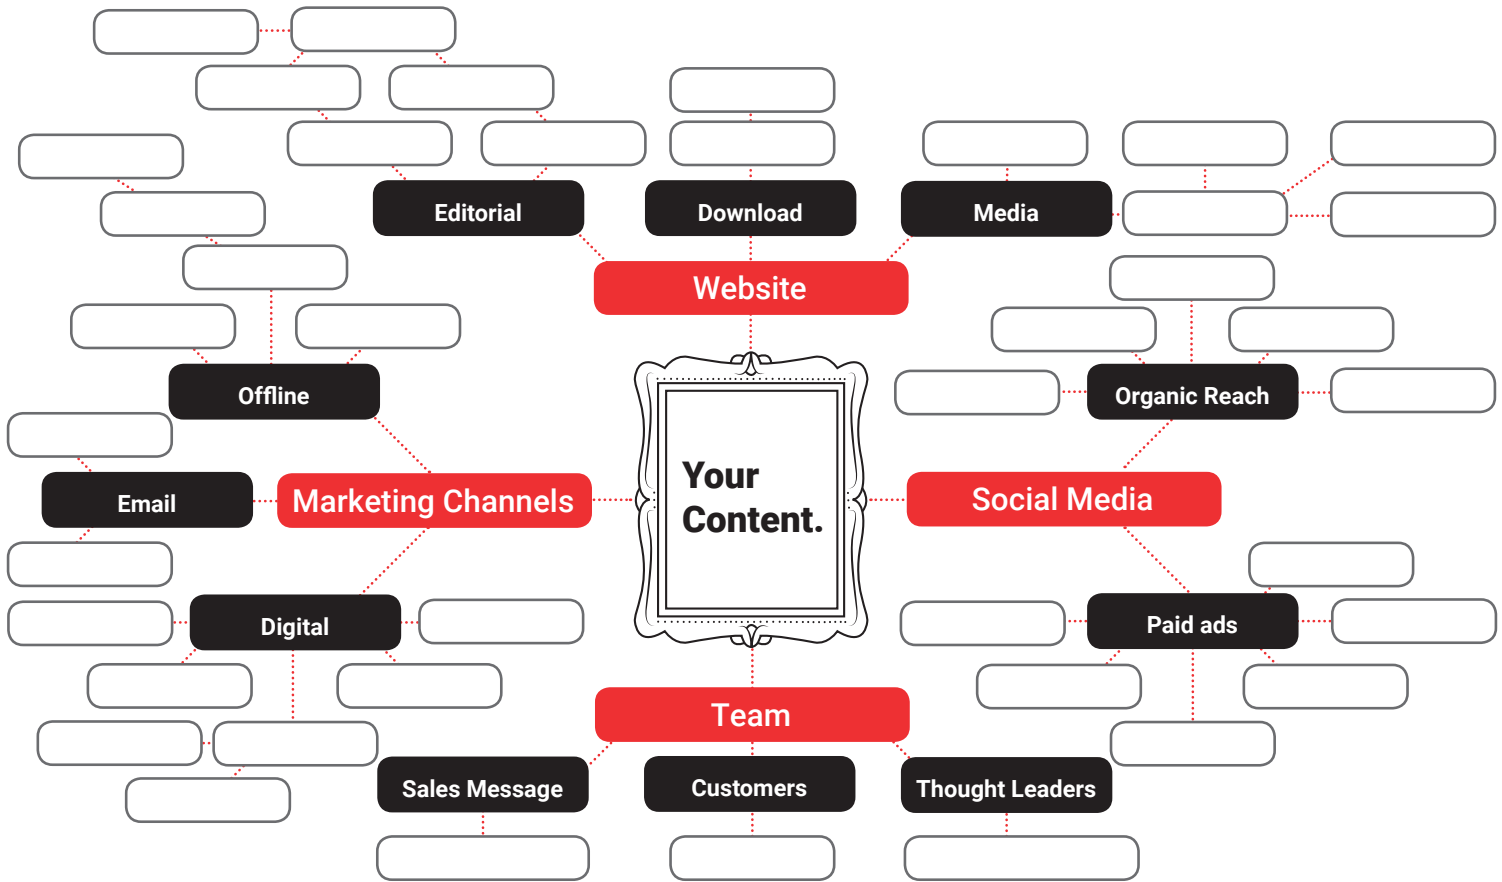 Editorial
Download
Media
Website
Offline
Organic Reach
Your
Content.
Email
Marketing Channels
Social Media
Digital
Paid ads
Team
Sales Message
Customers
Thought Leaders